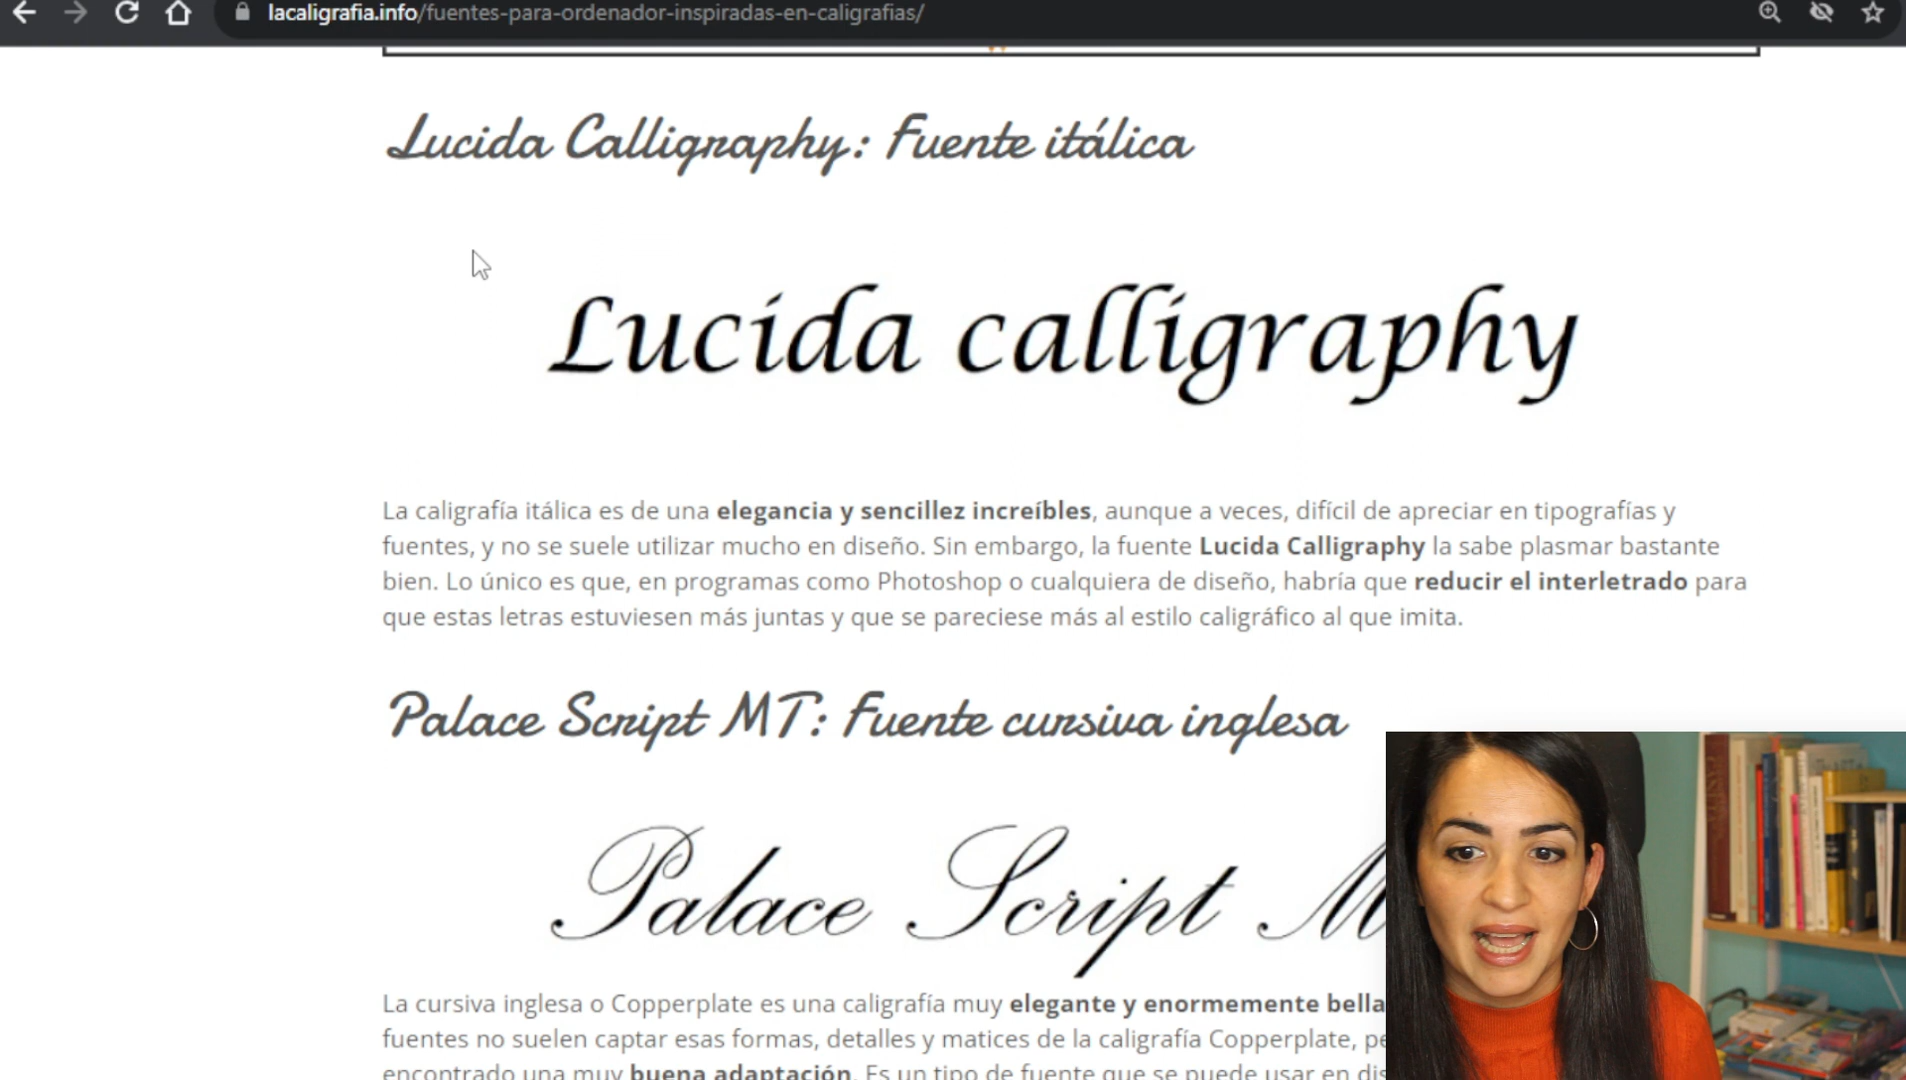 lacaligrafia.info/fuentes-para-ordenador-inspiradas-en-caligrafias/
Lucida Calligraphy: Fuente itálica
Lucida calligraphy
La caligrafía itálica es de una elegancia y sencillez increíbles, aunque a veces, difícil de apreciar en tipografías y
fuentes, y no se suele utilizar mucho en diseño. Sin embargo, la fuente Lucida Calligraphy la sabe plasmar bastante
bien. Lo único es que, en programas como Photoshop o cualquiera de diseño, habría que reducir el interletrado para
que estas letras estuviesen más juntas y que se pareciese más al estilo caligráfico al que imita.
Palace Script MT: Fuente cursiva inglesa
Palace Script M
La cursiva inglesa o Copperplate es una caligrafía muy elegante y enormemente bella
fuentes no suelen captar esas formas, detalles y matices de la caligrafía Copperplate, pe
encontrado una muy buena adaptación. Es un tipo de fuente que se puede usar en dis